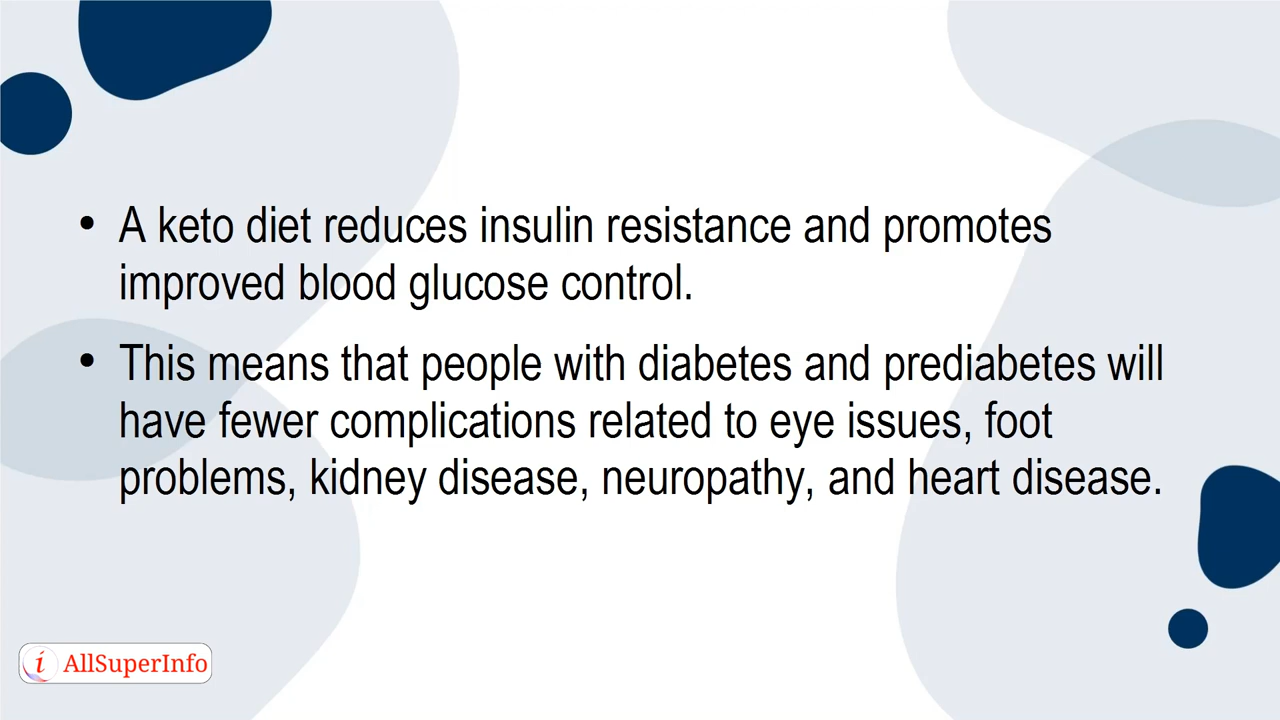 • A keto diet reduces insulin resistance and promotes
improved blood glucose control.
• This means that people with diabetes and prediabetes will
have fewer complications related to eye issues, foot
problems, kidney disease, neuropathy, and heart disease.
i AllSuperInfo